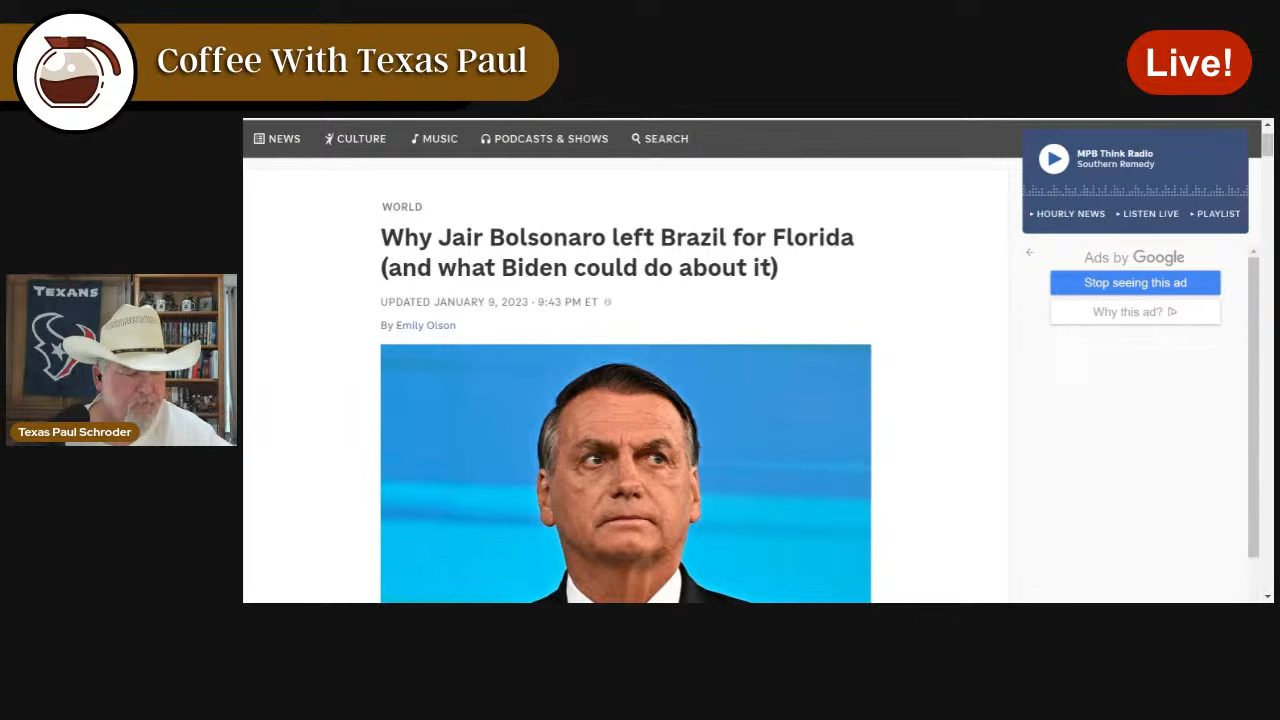 Coffee With Texas Paul
Live!
NEWS
CULTURE
MUSIC
PODCASTS & SHOWS
SEARCH
MPB Think Radio
Southern Remedy
▸ HOURLY NEWS ▸ LISTEN LIVE ▸ PLAYLIST
WORLD
Why Jair Bolsonaro left Brazil for Florida
(and what Biden could do about it)
UPDATED JANUARY 9, 2023 · 9:43 PM ET
By Emily Olson
Ads by Google
Stop seeing this ad
Why this ad?
TEXANS
Texas Paul Schroder